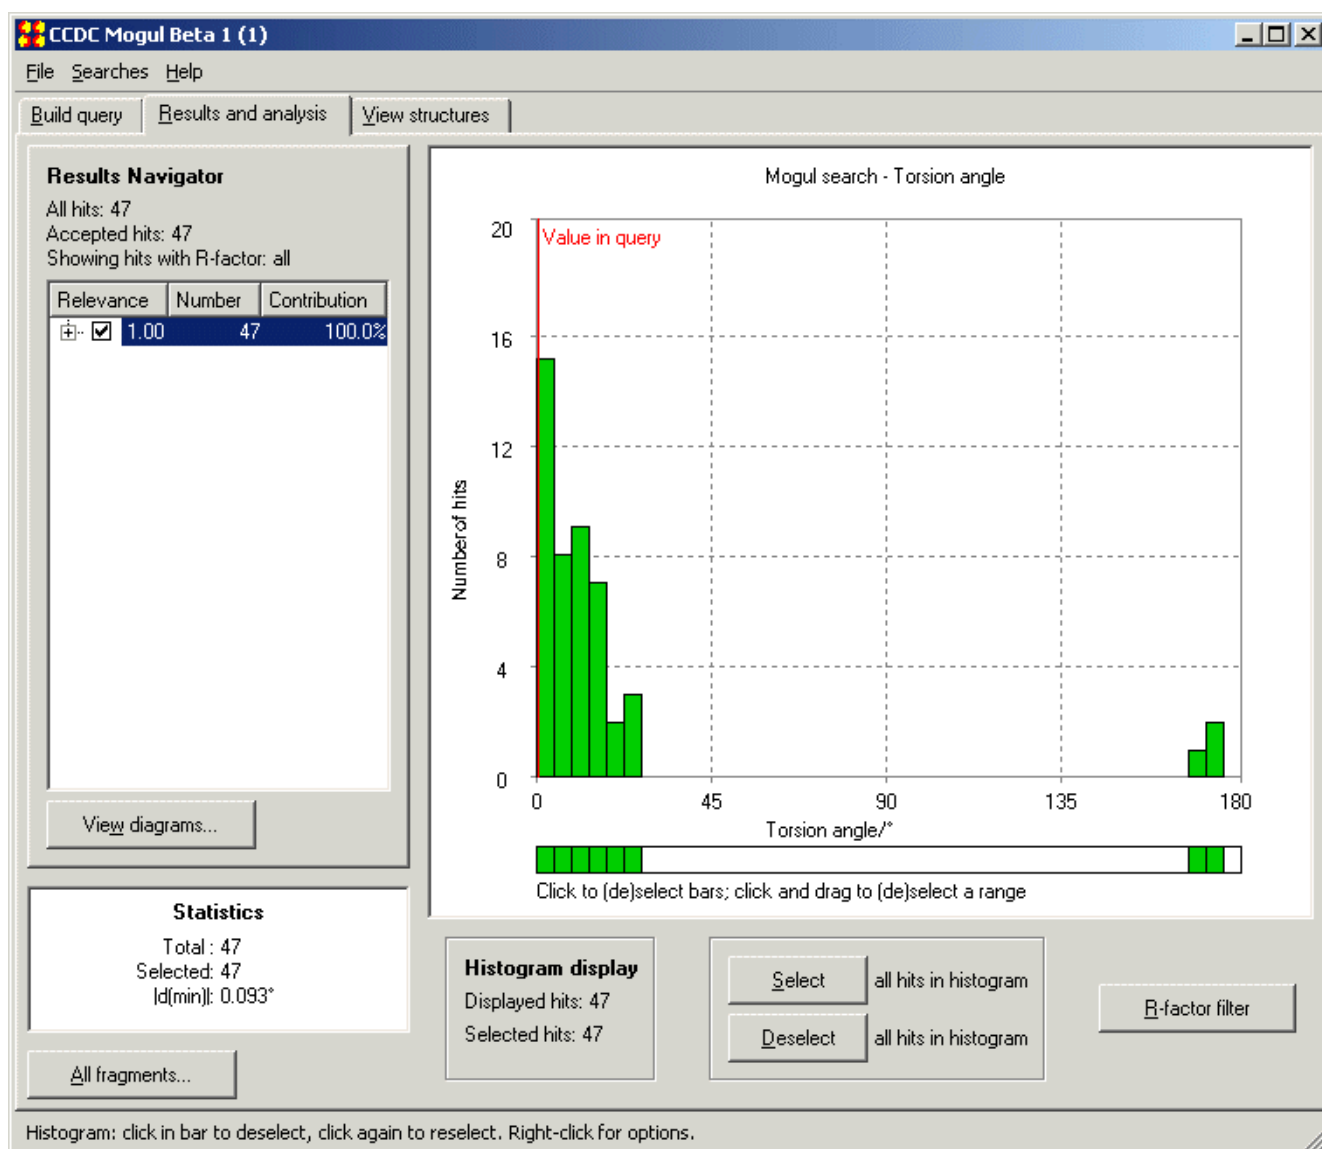 CCDC Mogul Beta 1 (1)
File Searches Help
Build query Results and analysis View structures
Results Navigator
All hits: 47
Accepted hits: 47
Showing hits with R-factor: all
Relevance Number Contribution
1.00 47 100.0%
View diagrams...
Statistics
Total : 47
Selected: 47
|d(min)|: 0.093°
All fragments...
Mogul search - Torsion angle
Value in query
20
16
12
8
4
0
Number of hits
0 45 90 135 180
Torsion angle/°
Click to (de)select bars; click and drag to (de)select a range
Histogram display
Displayed hits: 47
Selected hits: 47
Select all hits in histogram
Deselect all hits in histogram
R-factor filter
Histogram: click in bar to deselect, click again to reselect. Right-click for options.